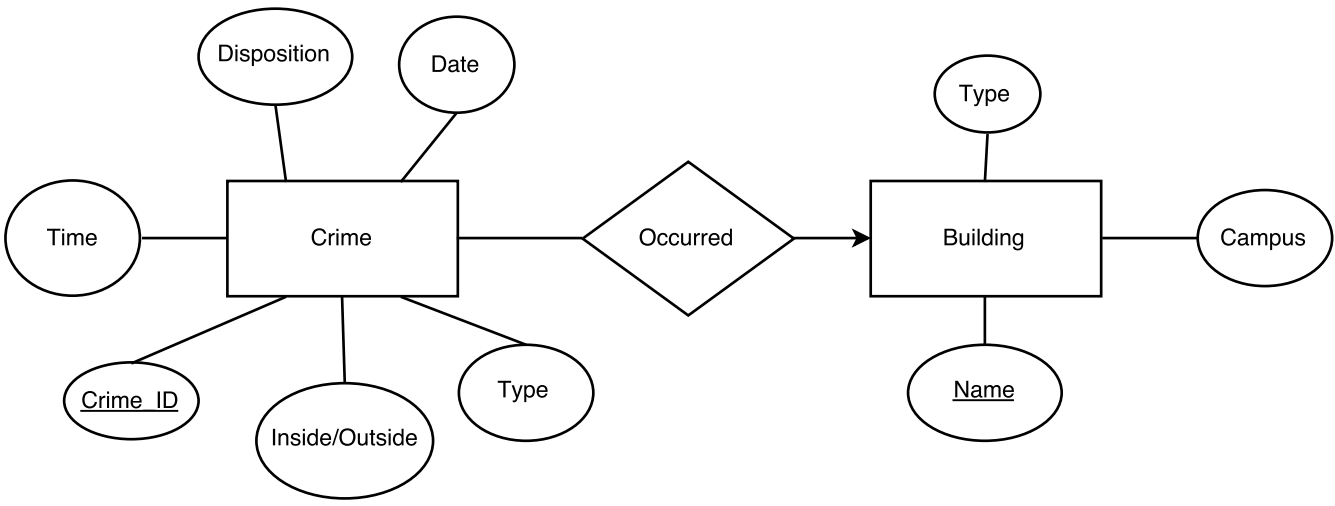 Disposition
Date
Type
Time
Crime
Occurred
Building
Campus
Crime_ID
Inside/Outside
Type
Name